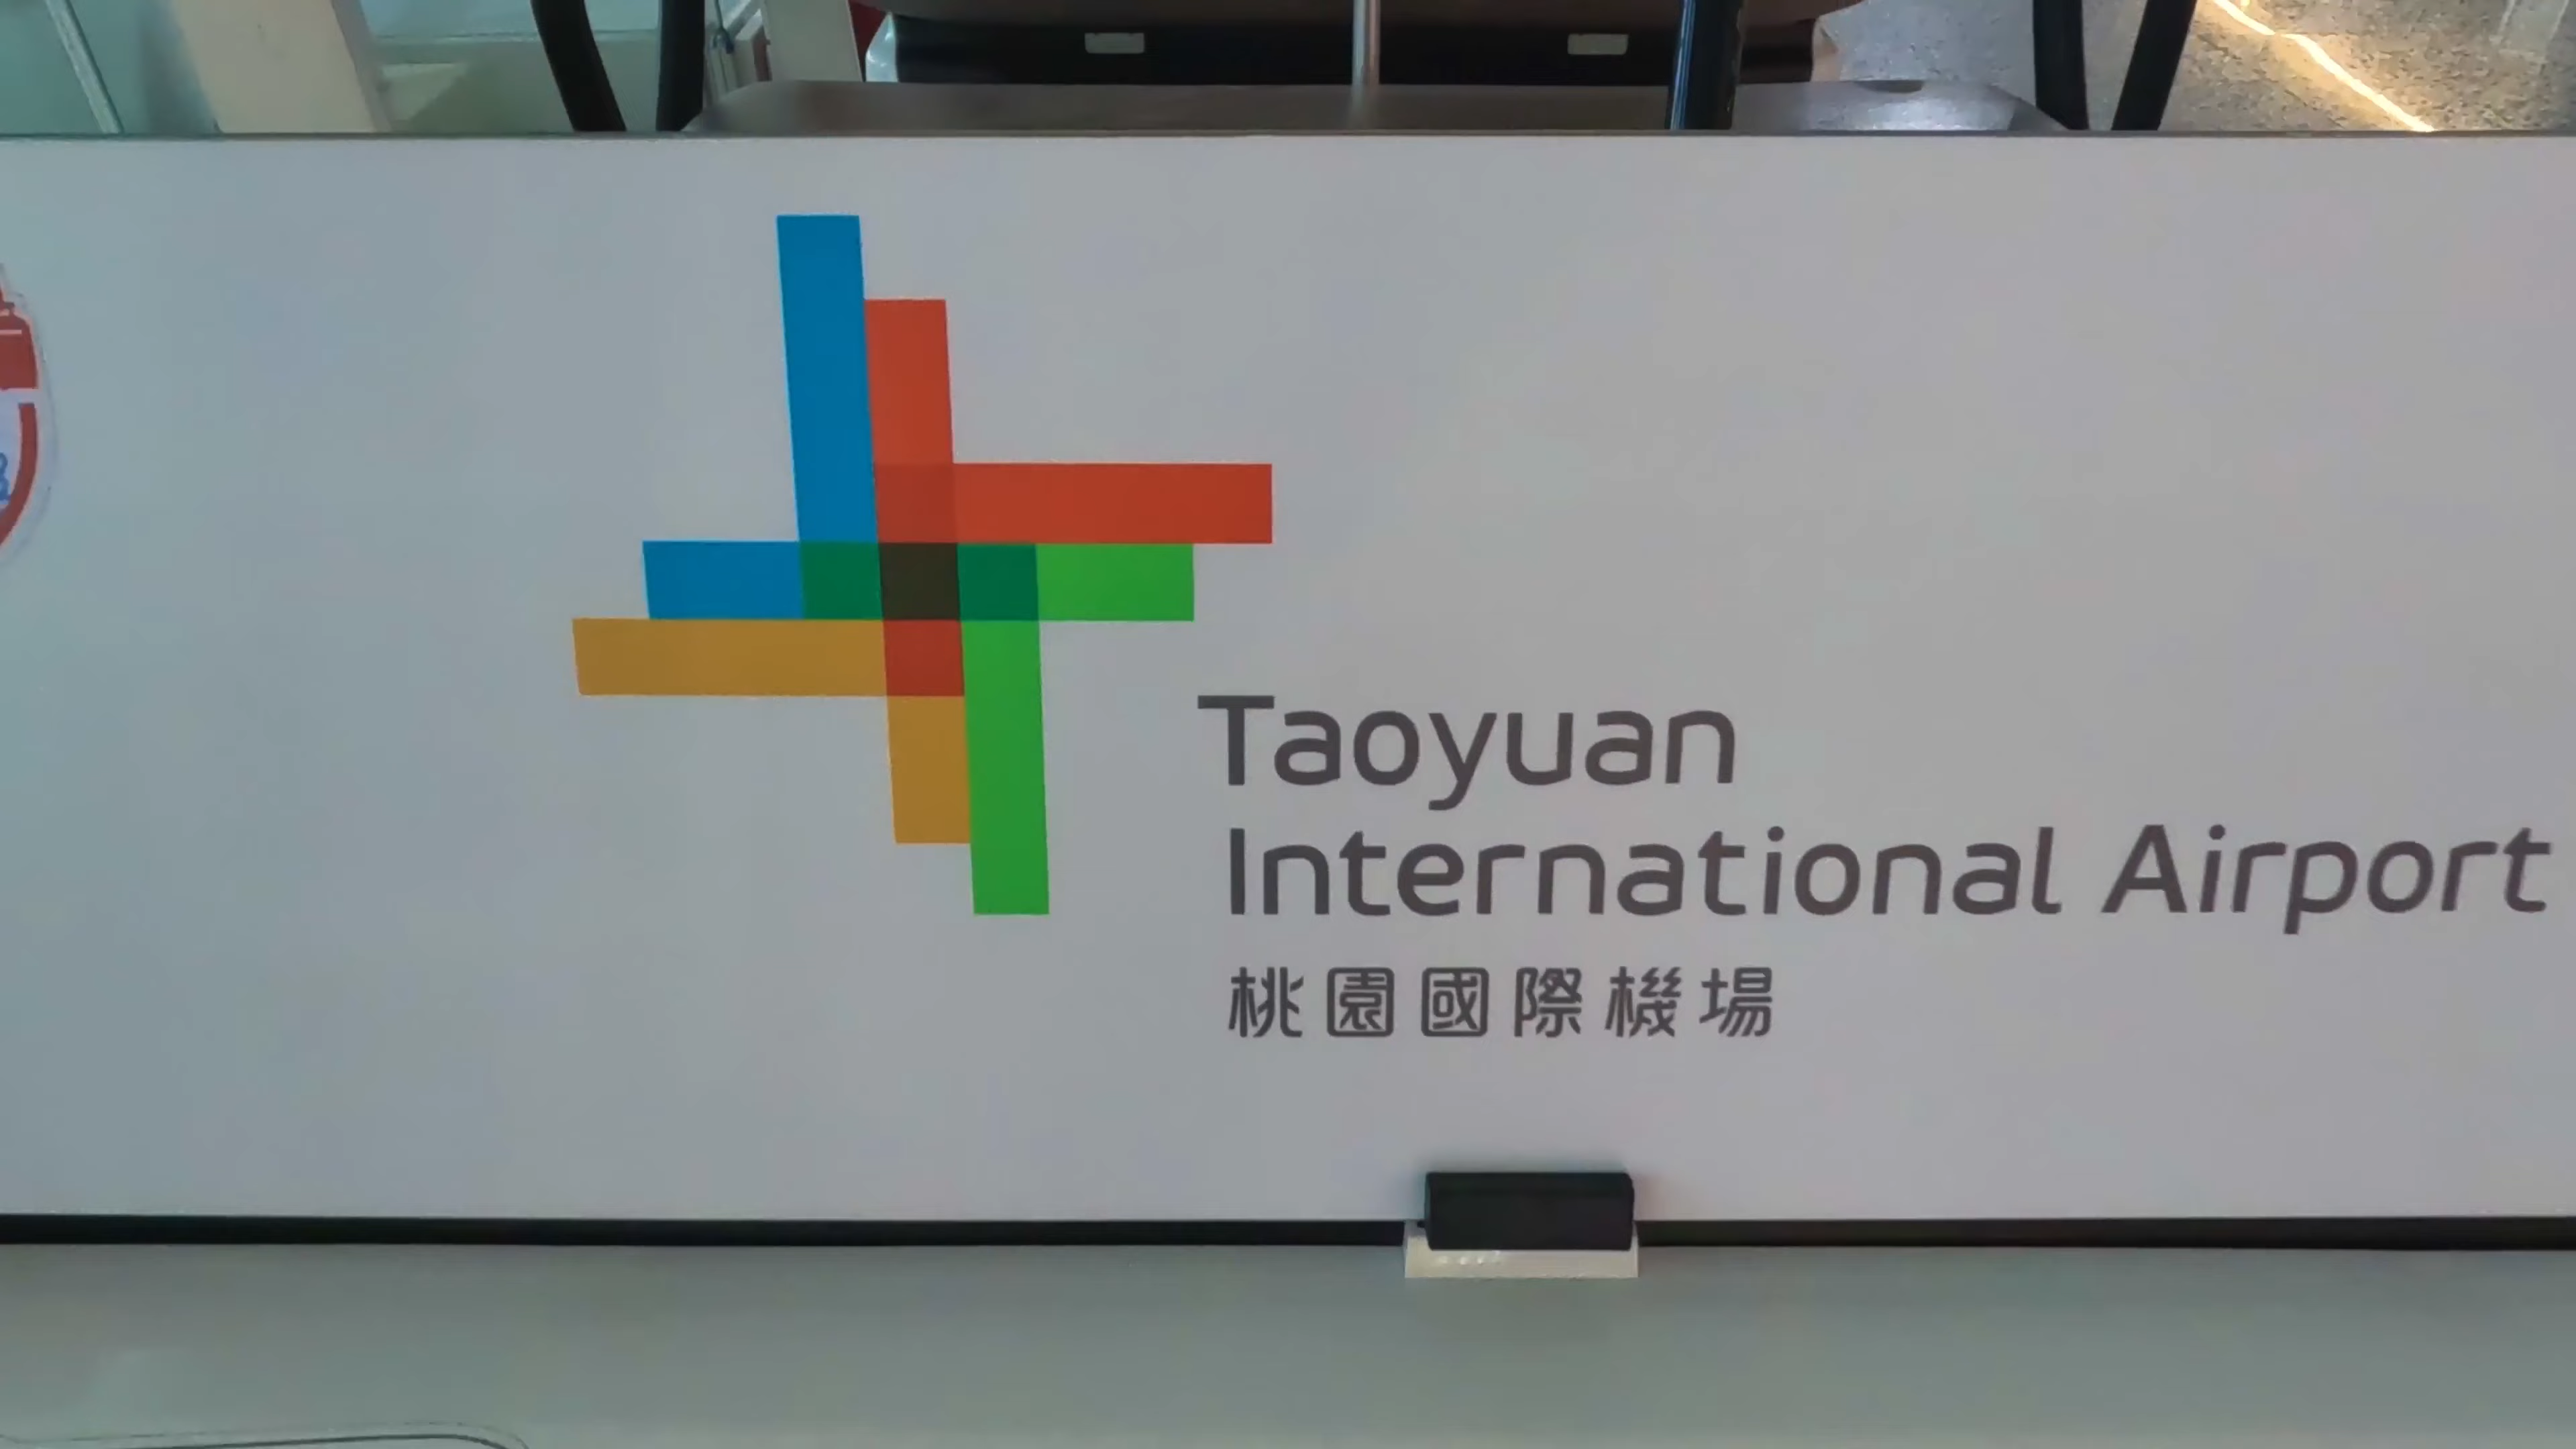 Taoyuan
International Airport
桃園國際機場